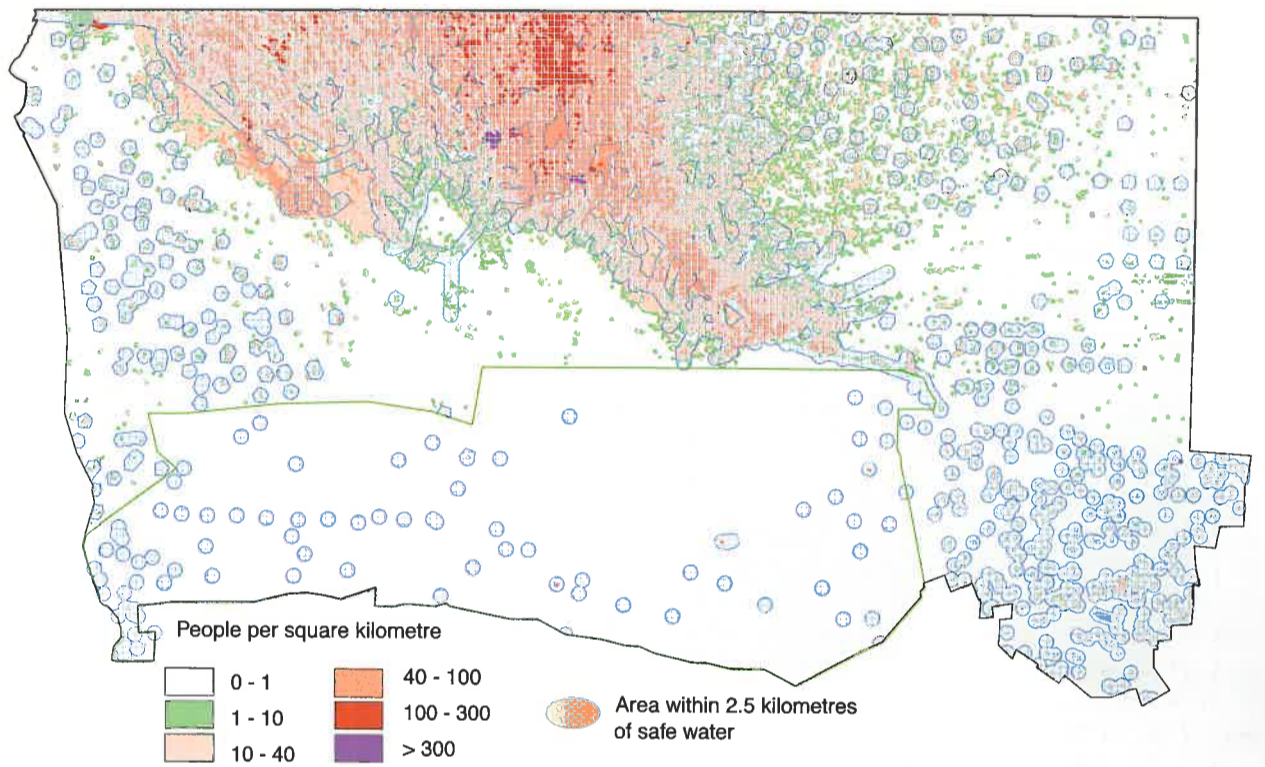 People per square kilometre
0 - 1
1 - 10
10 - 40
40 - 100
100 - 300
> 300
Area within 2.5 kilometres
of safe water